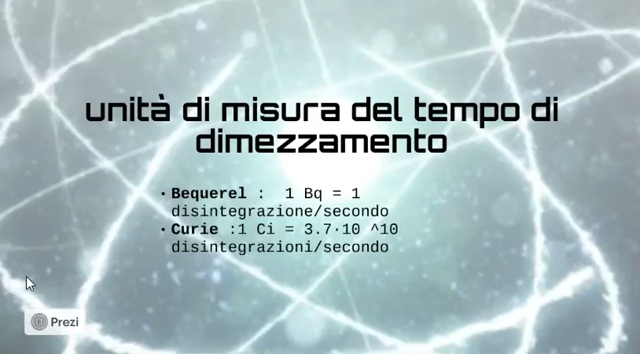 unità di misura del tempo di
dimezzamento
• Bequerel :  1 Bq = 1
disintegrazione/secondo
• Curie :1 Ci = 3.7·10 ^10
disintegrazioni/secondo
Prezi